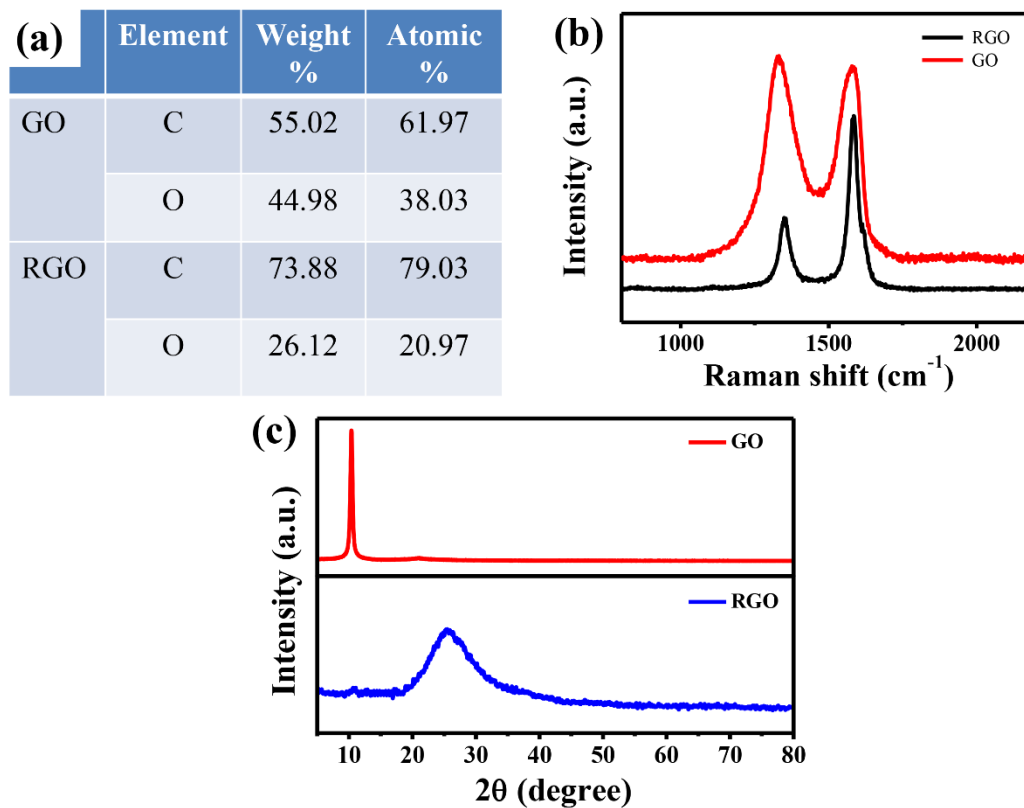 (a)
Element Weight % Atomic %
GO C 55.02 61.97
O 44.98 38.03
RGO C 73.88 79.03
O 26.12 20.97
(b)
RGO
GO
Intensity (a.u.)
1000 1500 2000
Raman shift (cm-1)
(c)
GO
Intensity (a.u.)
RGO
Intensity (a.u.)
10 20 30 40 50 60 70 80
2θ (degree)